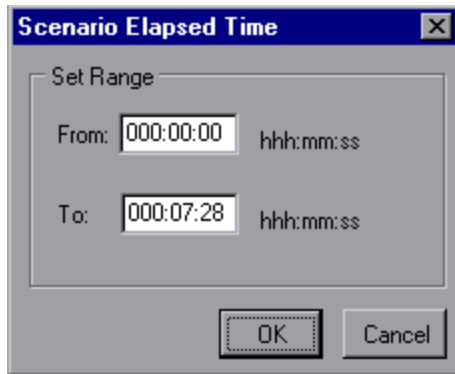 Scenario Elapsed Time
Set Range
From: 000:00:00 hhh:mm:ss
To: 000:07:28 hhh:mm:ss
OK Cancel